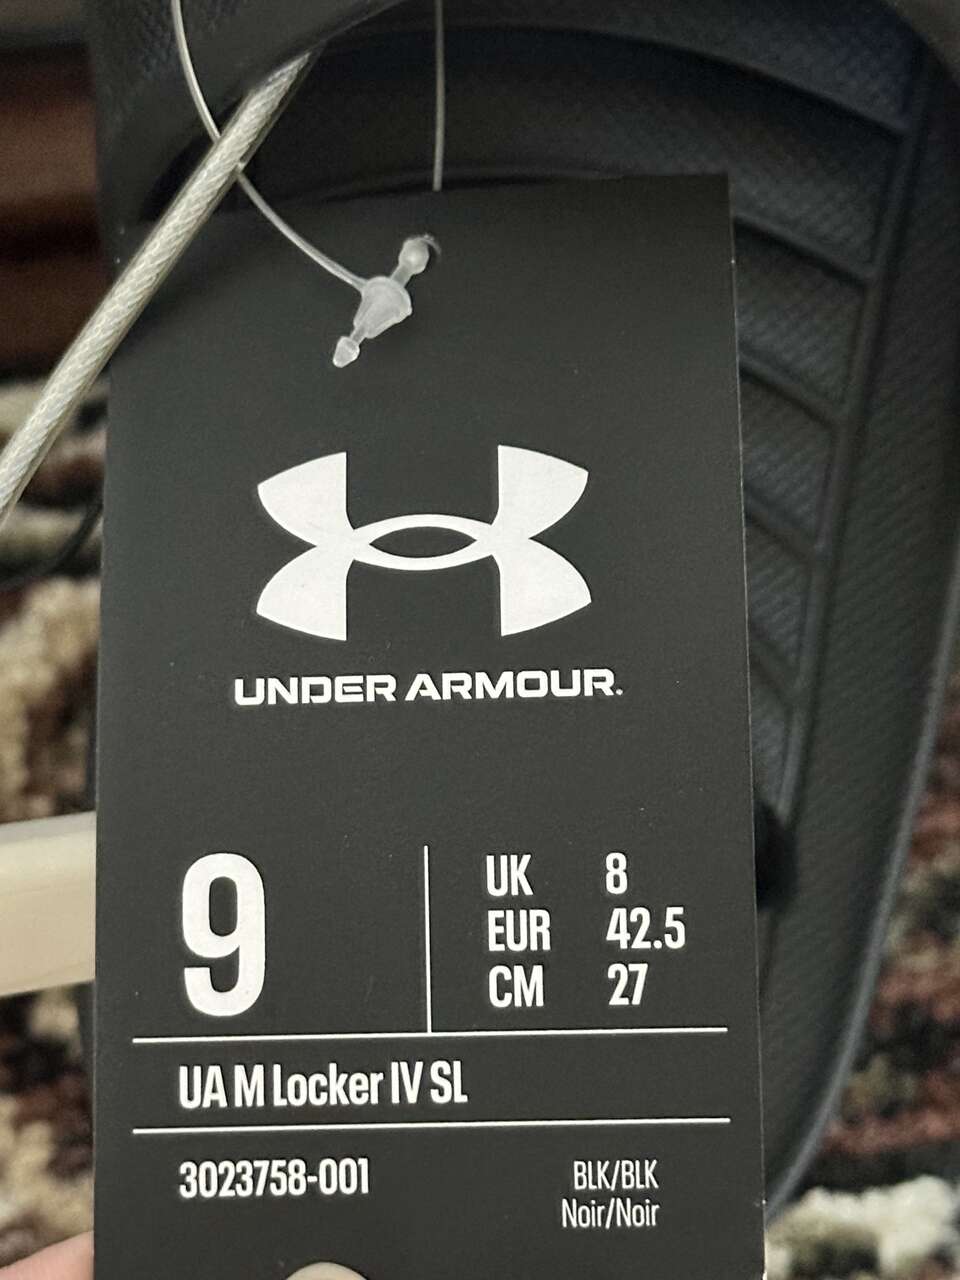 UNDER ARMOUR.
9
UK 8
EUR 42.5
CM 27
UA M Locker IV SL
3023758-001
BLK/BLK
Noir/Noir